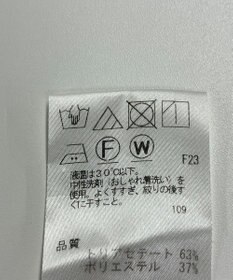 F W F23
液温は30℃以下。
中性洗剤（おしゃれ着洗い）を
使用。よくすすぎ、絞りの後す
ぐに干すこと。
109
品質
トリアセテート 63%
ポリエステル 37%